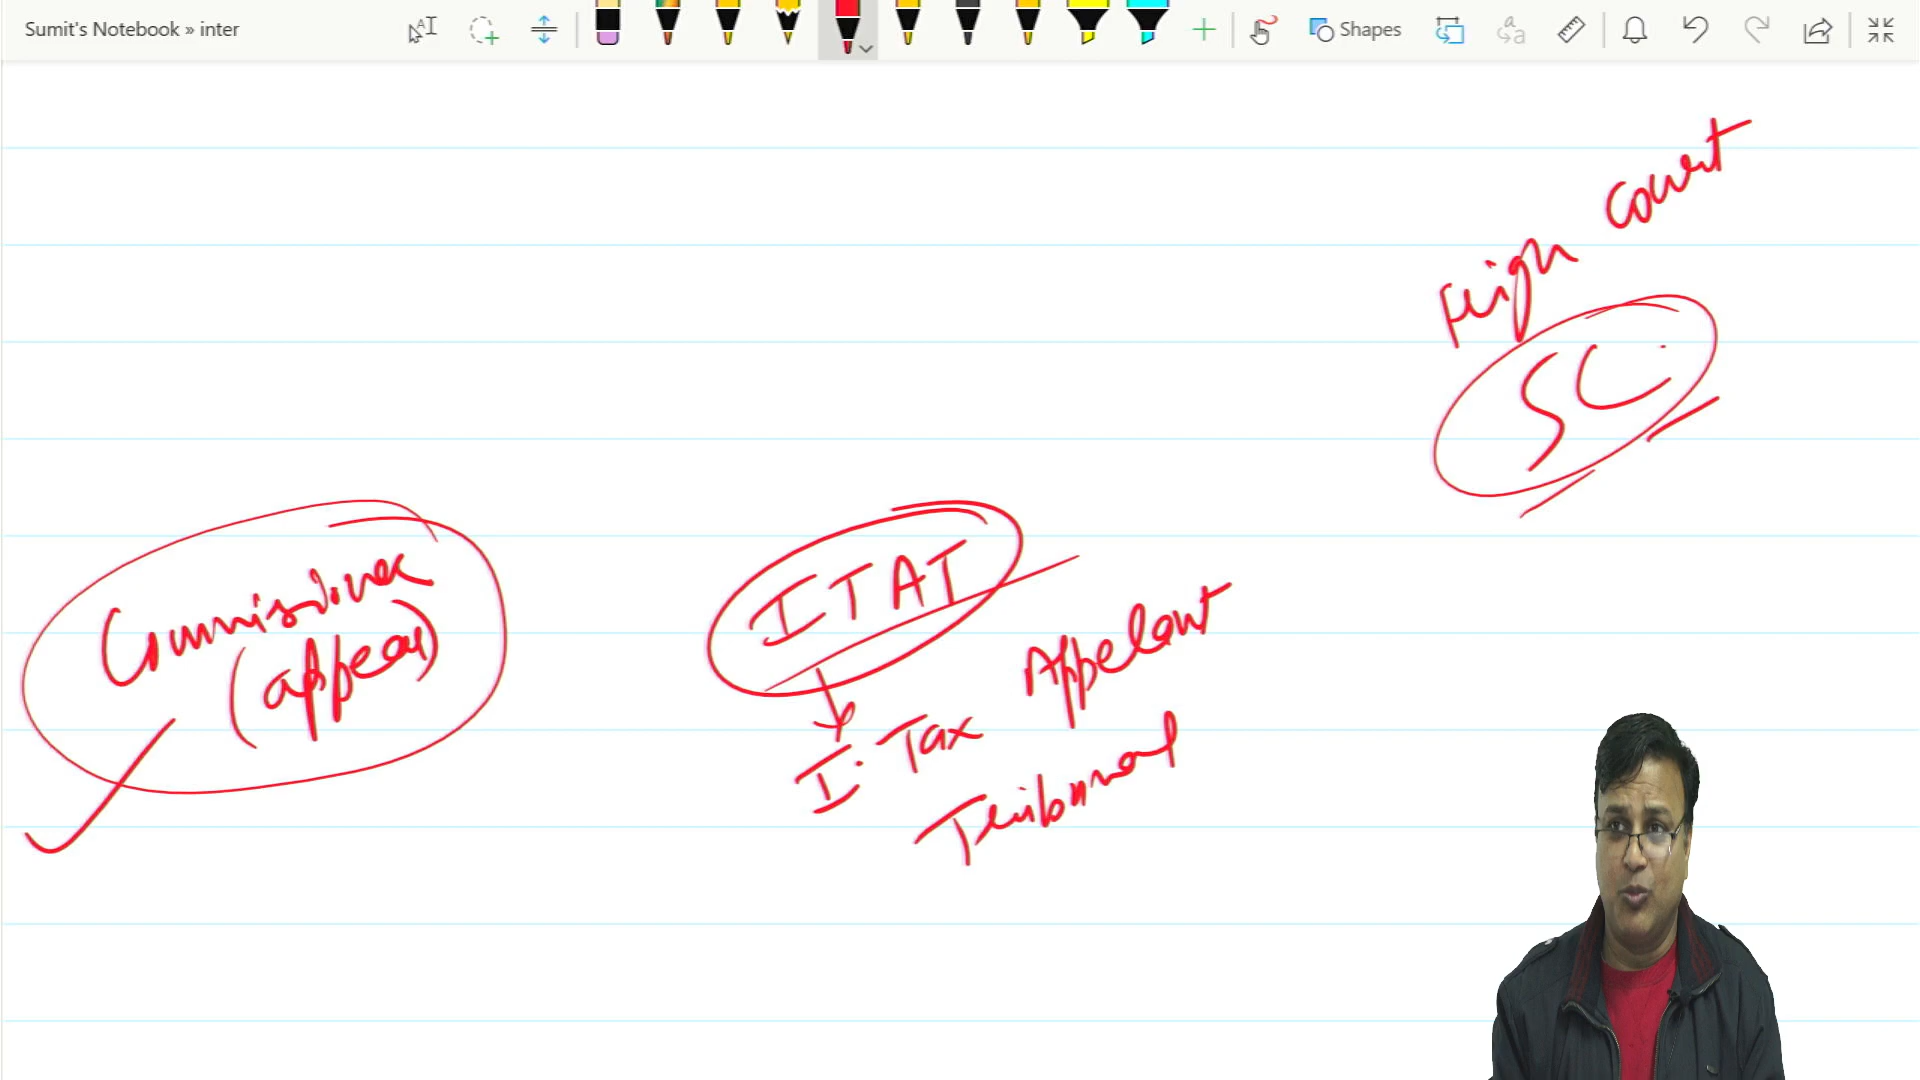 Sumit's Notebook » inter
Shapes
High Court
SC
Commissioner
(appeal)
ITAT
I. Tax Appelant
Tribunal